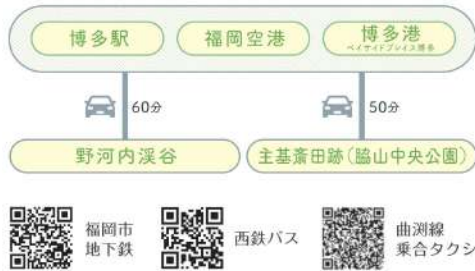 博多駅
福岡空港
博多港
ベイサイドプレイス博多
60分
50分
野河内渓谷
主基斎田跡(脇山中央公園)
福岡市
地下鉄
西鉄バス
曲渕線
乗合タクシ